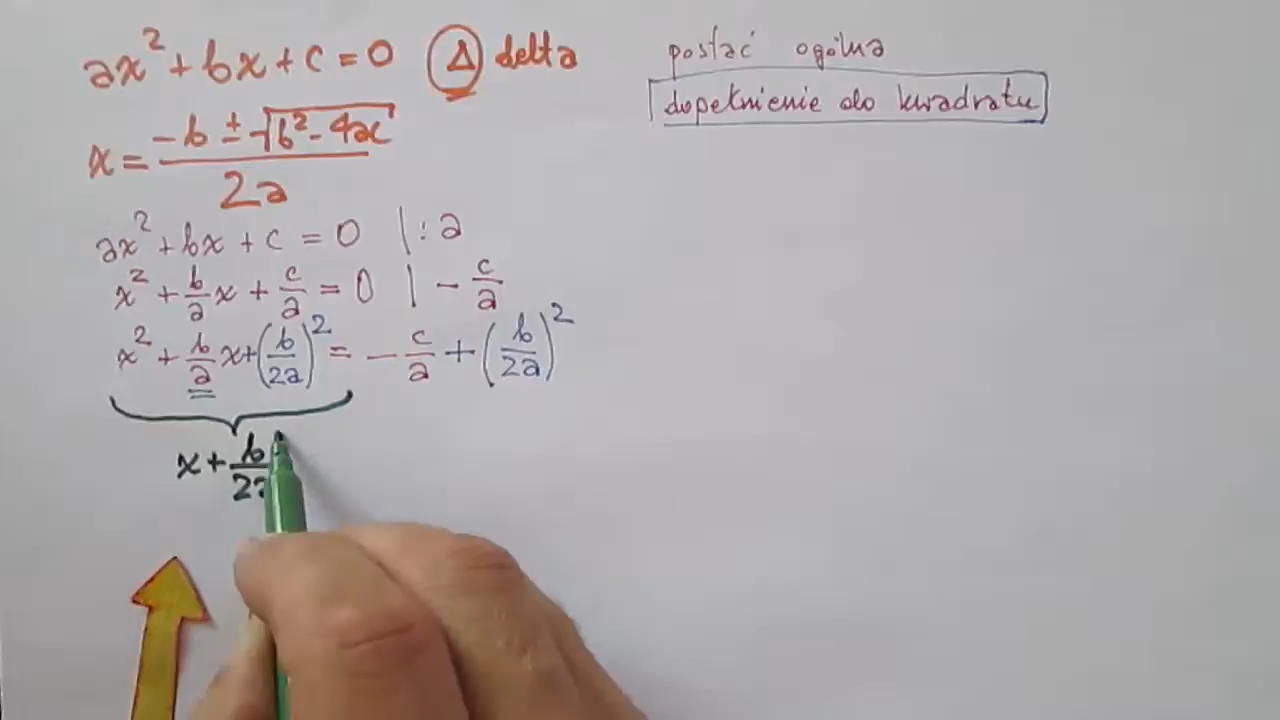 ax² + bx + c = 0 Δ delta
x = (-b ± √(b² - 4ac)) / 2a
ax² + bx + c = 0 | : a
x² + b/a x + c/a = 0 | - c/a
x² + b/a x + (b/2a)² = - c/a + (b/2a)²
x + b/2a
postać ogólna
dopełnienie do kwadratu